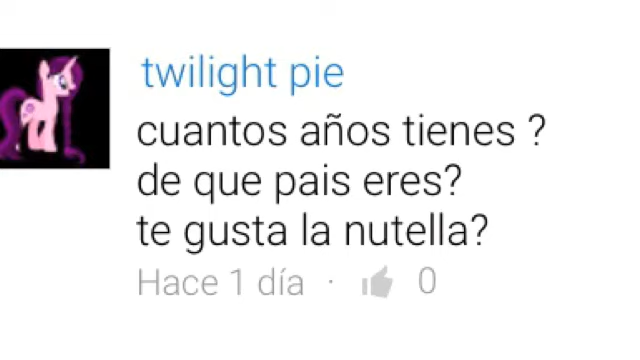 twilight pie
cuantos años tienes ?
de que pais eres?
te gusta la nutella?
Hace 1 día · 0